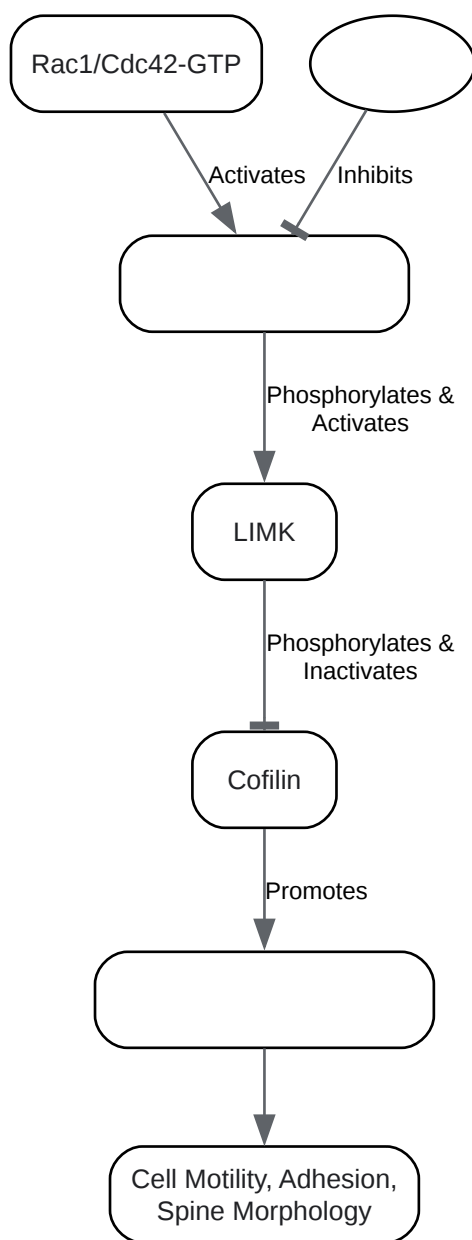 Rac1/Cdc42-GTP
Activates
Inhibits
Phosphorylates &
Activates
LIMK
Phosphorylates &
Inactivates
Cofilin
Promotes
Cell Motility, Adhesion,
Spine Morphology